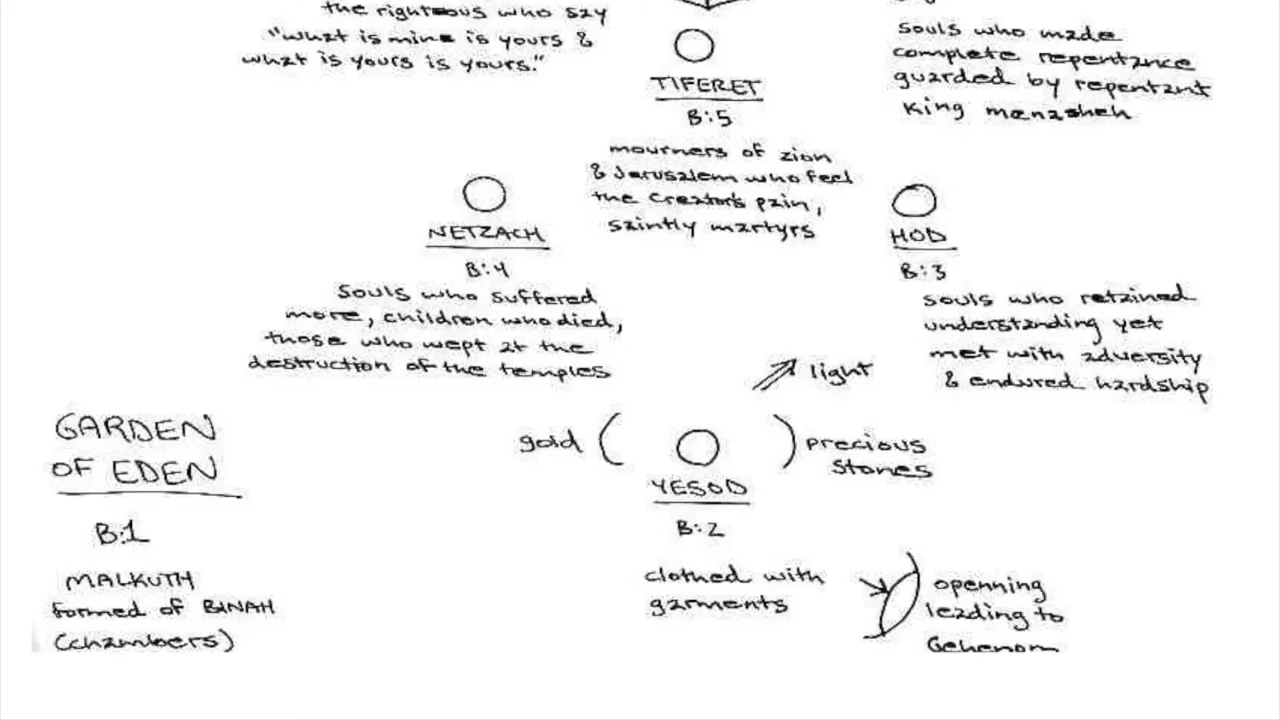 the righteous who say
"what is mine is yours &
what is yours is yours."
souls who made
complete repentance
guarded by repentant
King menasheh
TIFERET
B:5
mourners of zion
& Jerusalem who feel
the creator's pain,
saintly martyrs
NETZACH
B:4
souls who suffered
more, children who died,
those who wept at the
destruction of the temples
HOD
B:3
souls who retained
understanding yet
met with adversity
& endured hardship
light
gold
precious
stones
YESOD
B:2
clothed with
garments
openning
leading to
Gehenom
GARDEN
OF EDEN
B:1
MALKUTH
formed of BINAH
(chambers)